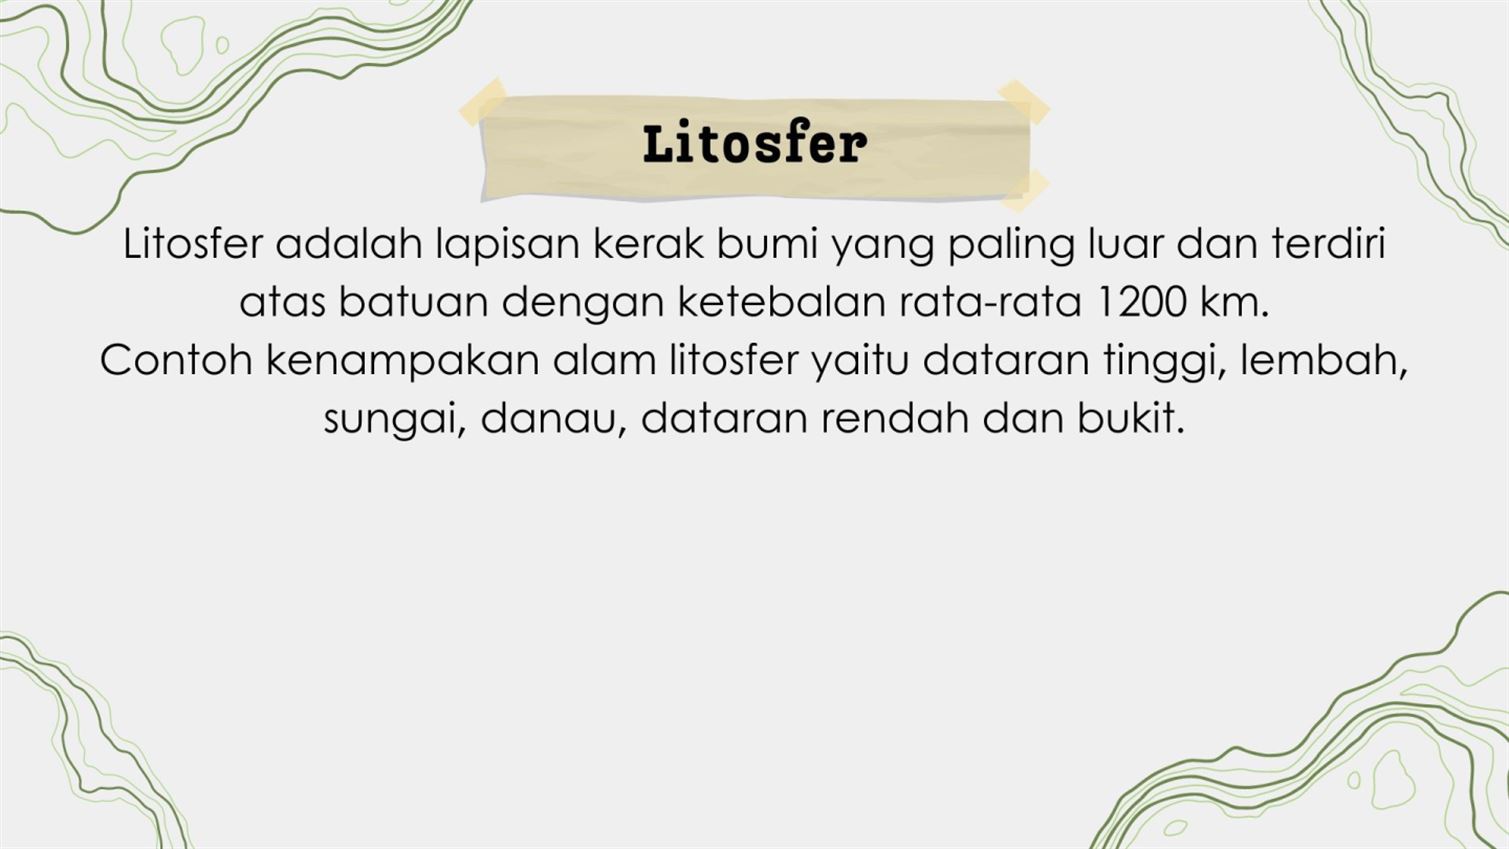 Litosfer
Litosfer adalah lapisan kerak bumi yang paling luar dan terdiri
atas batuan dengan ketebalan rata-rata 1200 km.
Contoh kenampakan alam litosfer yaitu dataran tinggi, lembah,
sungai, danau, dataran rendah dan bukit.